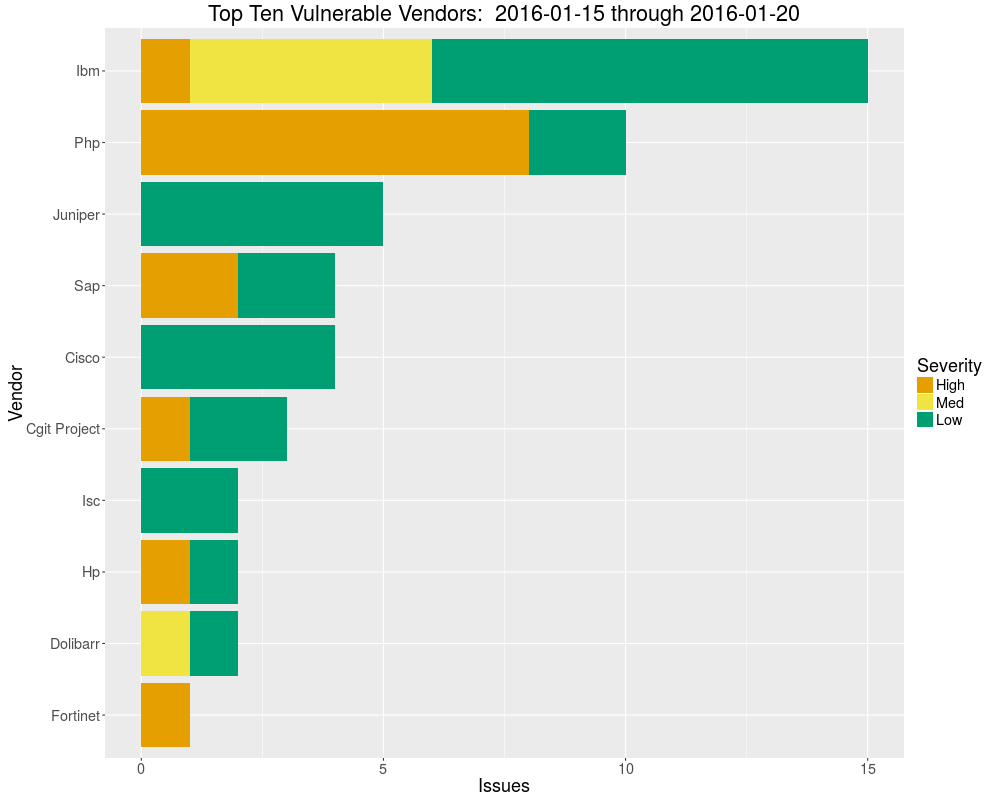 Top Ten Vulnerable Vendors:  2016-01-15 through 2016-01-20
Vendor
Ibm
Php
Juniper
Sap
Cisco
Cgit Project
Isc
Hp
Dolibarr
Fortinet
0 5 10 15
Issues
Severity
High
Med
Low